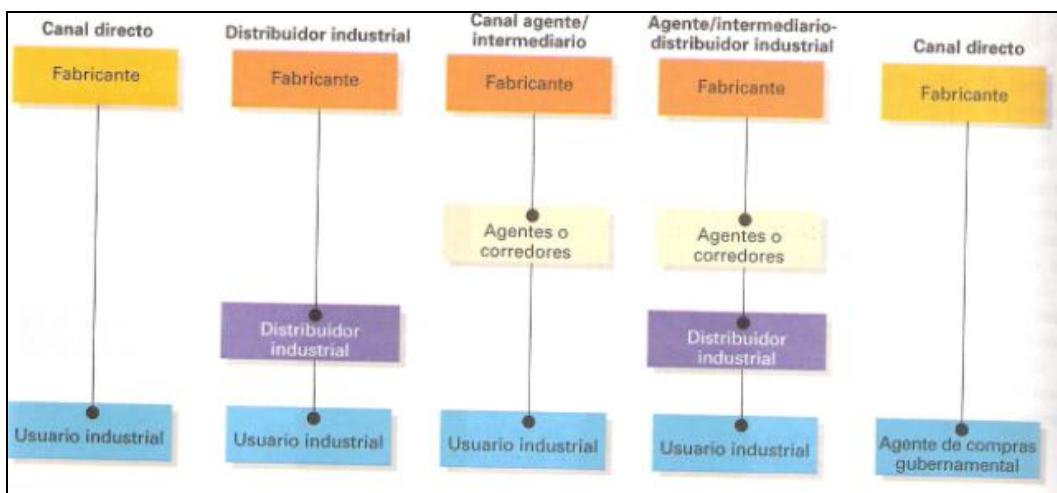 Canal directo
Fabricante
Usuario industrial
Distribuidor industrial
Fabricante
Distribuidor
industrial
Usuario industrial
Canal agente/
intermediario
Fabricante
Agentes o
corredores
Usuario industrial
Agente/intermediario-
distribuidor industrial
Fabricante
Agentes o
corredores
Distribuidor
industrial
Usuario industrial
Canal directo
Fabricante
Agente de compras
gubernamental